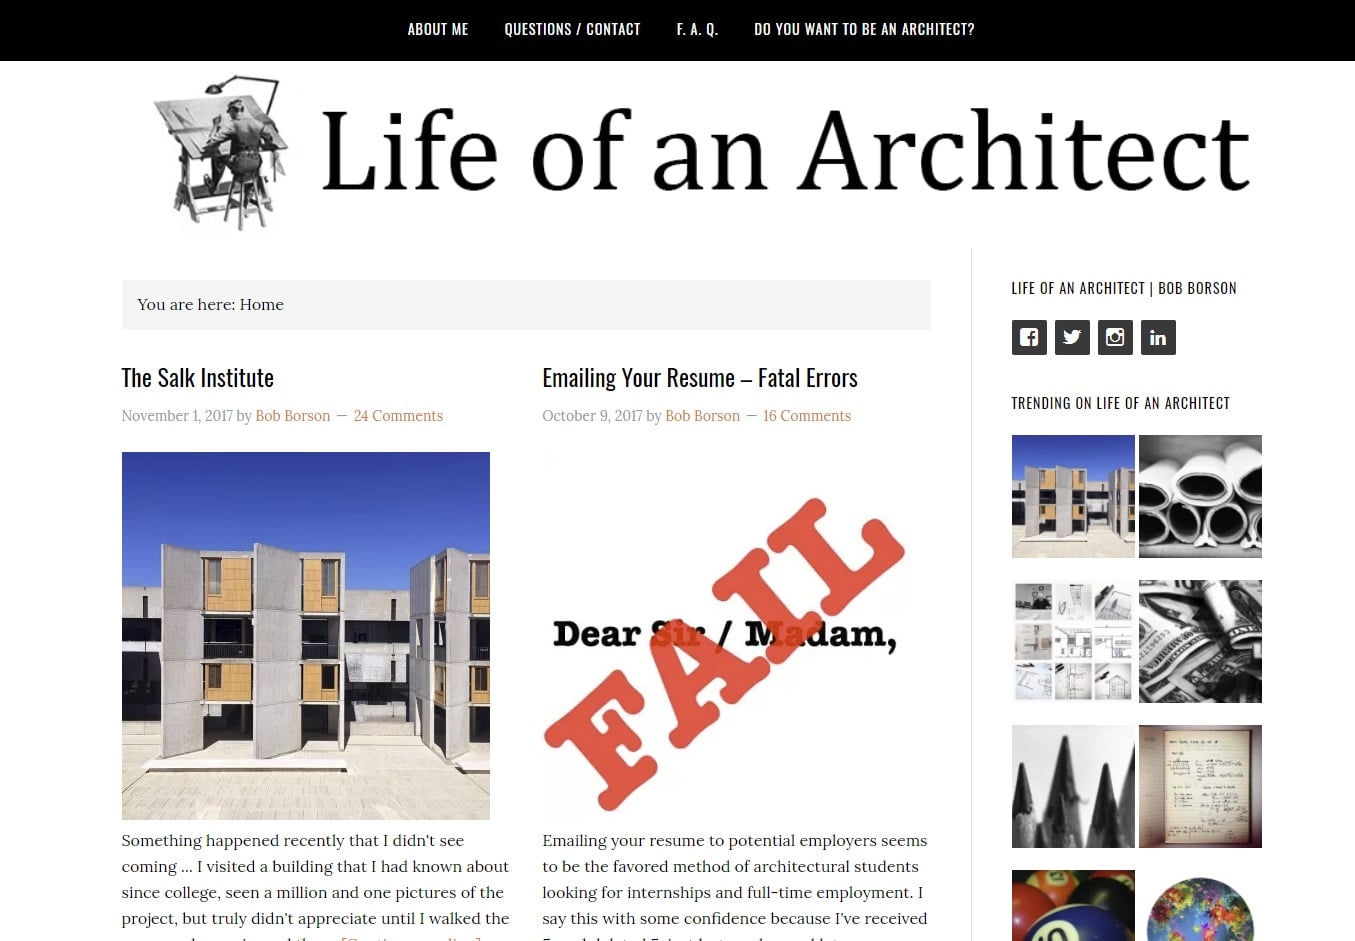 ABOUT ME
QUESTIONS / CONTACT
F. A. Q.
DO YOU WANT TO BE AN ARCHITECT?
Life of an Architect
You are here: Home
The Salk Institute
November 1, 2017 by Bob Borson — 24 Comments
Something happened recently that I didn't see
coming ... I visited a building that I had known about
since college, seen a million and one pictures of the
project, but truly didn't appreciate until I walked the
Emailing Your Resume – Fatal Errors
October 9, 2017 by Bob Borson — 16 Comments
Dear Sir / Madam,
FAIL
Emailing your resume to potential employers seems
to be the favored method of architectural students
looking for internships and full-time employment. I
say this with some confidence because I've received
LIFE OF AN ARCHITECT | BOB BORSON
in
TRENDING ON LIFE OF AN ARCHITECT
10